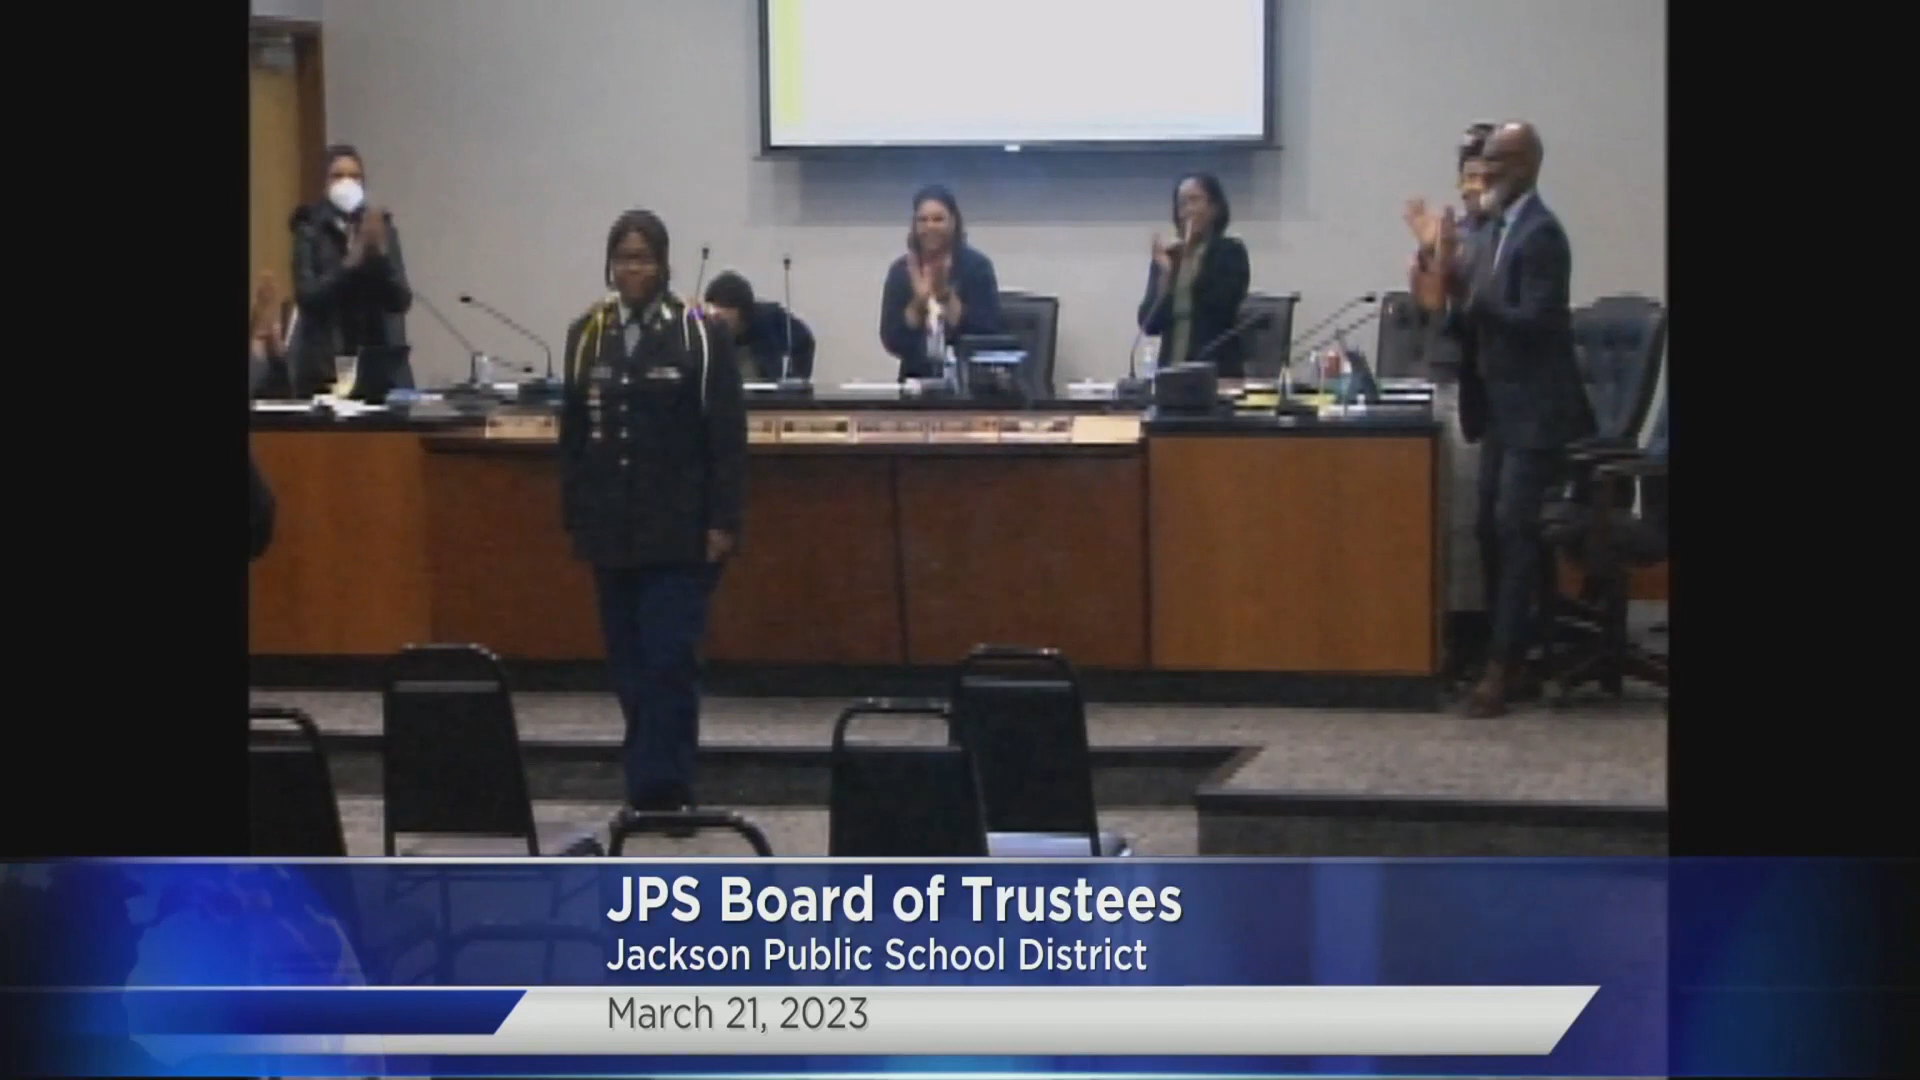 JPS Board of Trustees
Jackson Public School District
March 21, 2023